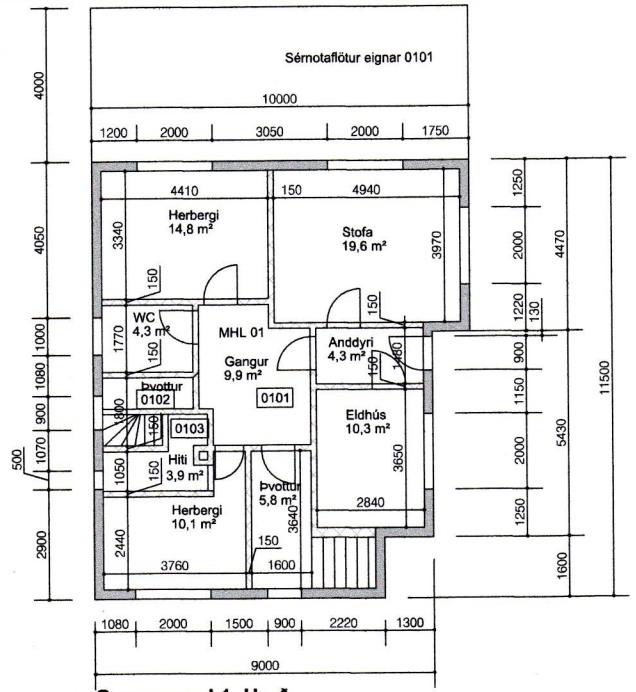 Sérnotaflötur eignar 0101
4000
10000
1200 2000 3050 2000 1750
4410 150 4940
1250
Herbergi
14,8 m²
Stofa
19,6 m²
3340
3970
4050
2000
4470
150
150
1220
130
WC
4,3 m²
MHL 01
Anddyri
4,3 m²
1000
1770
1480
900
11500
150
Gangur
9,9 m²
150
1080
Þvottur
0102
0101
1150
1800
Eldhús
10,3 m²
900
150
0103
5430
3650
2000
1070
Hiti
3,9 m²
500
1050
150
Þvottur
5,8 m²
2840
Herbergi
10,1 m²
3640
1250
2900
2440
150
3760 1600
1600
1080 2000 1500 900 2220 1300
9000